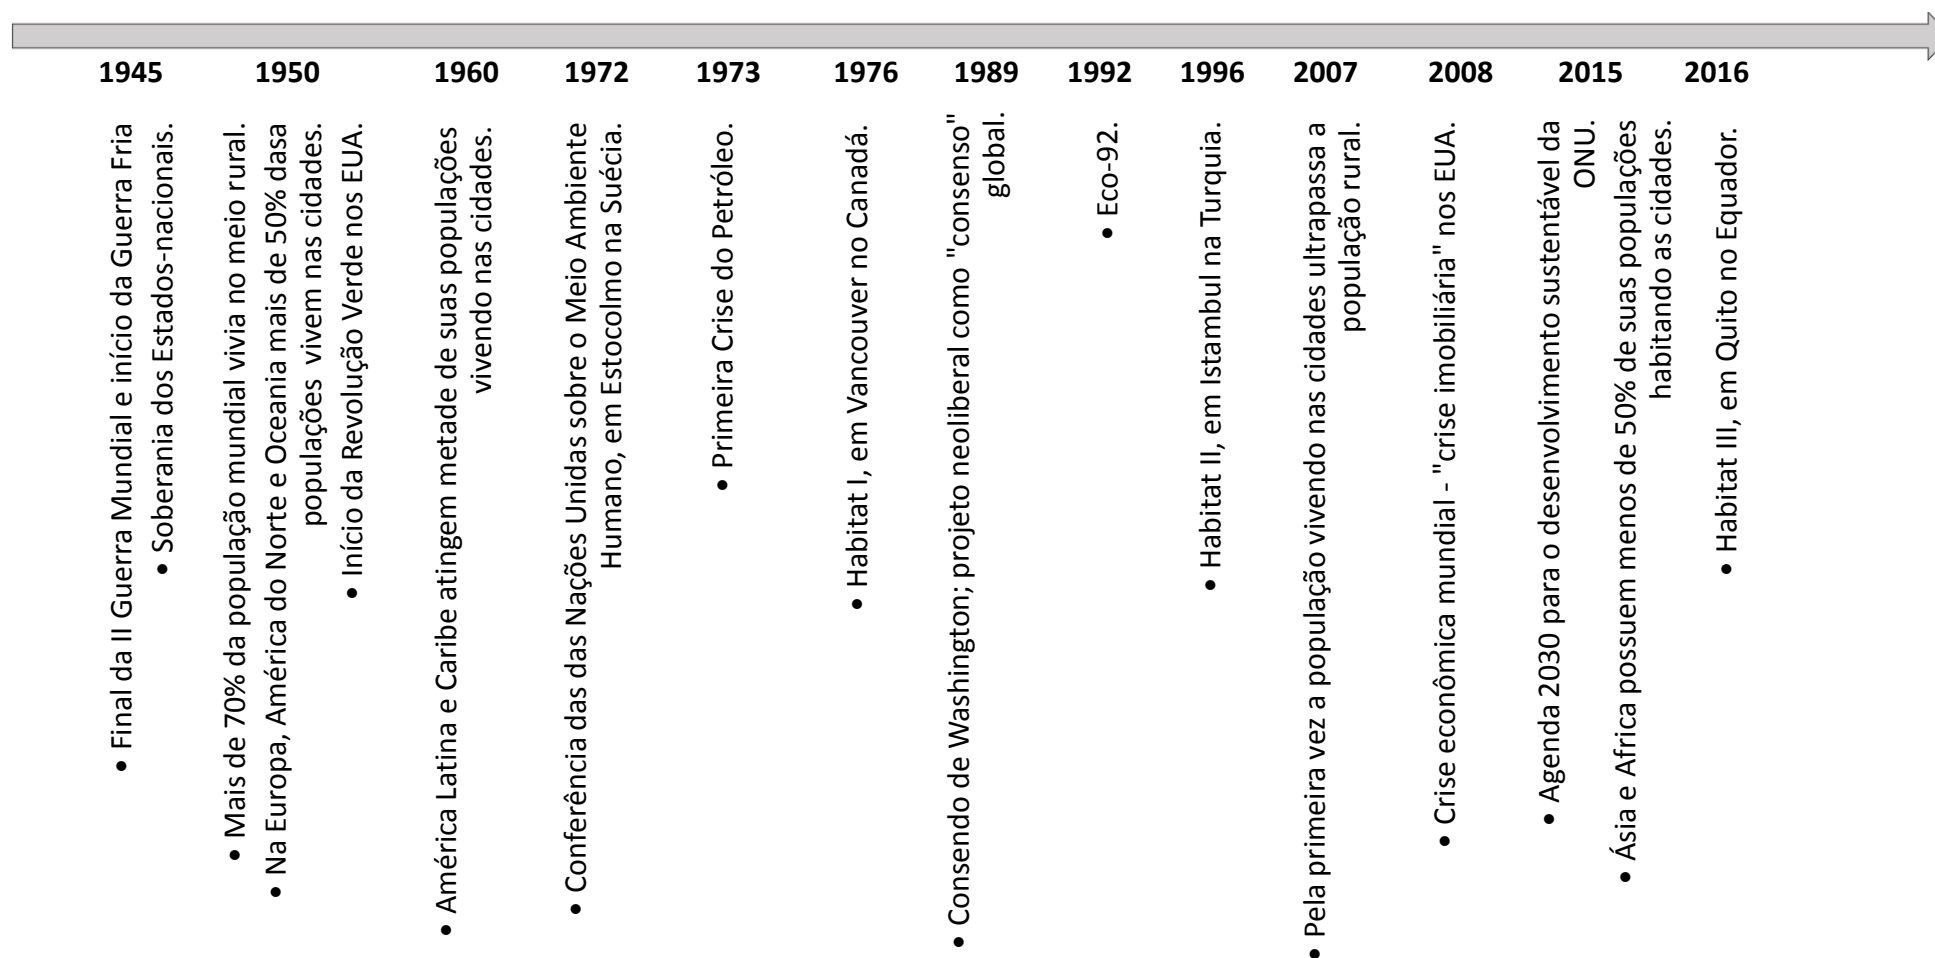 1945 1950 1960 1972 1973 1976 1989 1992 1996 2007 2008 2015 2016
• Final da II Guerra Mundial e início da Guerra Fria
• Soberania dos Estados-nacionais.
• Mais de 70% da população mundial vivia no meio rural.
• Na Europa, América do Norte e Oceania mais de 50% dasa
populações vivem nas cidades.
• Início da Revolução Verde nos EUA.
• América Latina e Caribe atingem metade de suas populações
vivendo nas cidades.
• Conferência das das Nações Unidas sobre o Meio Ambiente
Humano, em Estocolmo na Suécia.
• Primeira Crise do Petróleo.
• Habitat I, em Vancouver no Canadá.
• Consendo de Washington; projeto neoliberal como "consenso"
global.
• Eco-92.
• Habitat II, em Istambul na Turquia.
• Pela primeira vez a população vivendo nas cidades ultrapassa a
população rural.
• Crise econômica mundial - "crise imobiliária" nos EUA.
• Agenda 2030 para o desenvolvimento sustentável da
ONU.
• Ásia e Africa possuem menos de 50% de suas populações
habitando as cidades.
• Habitat III, em Quito no Equador.